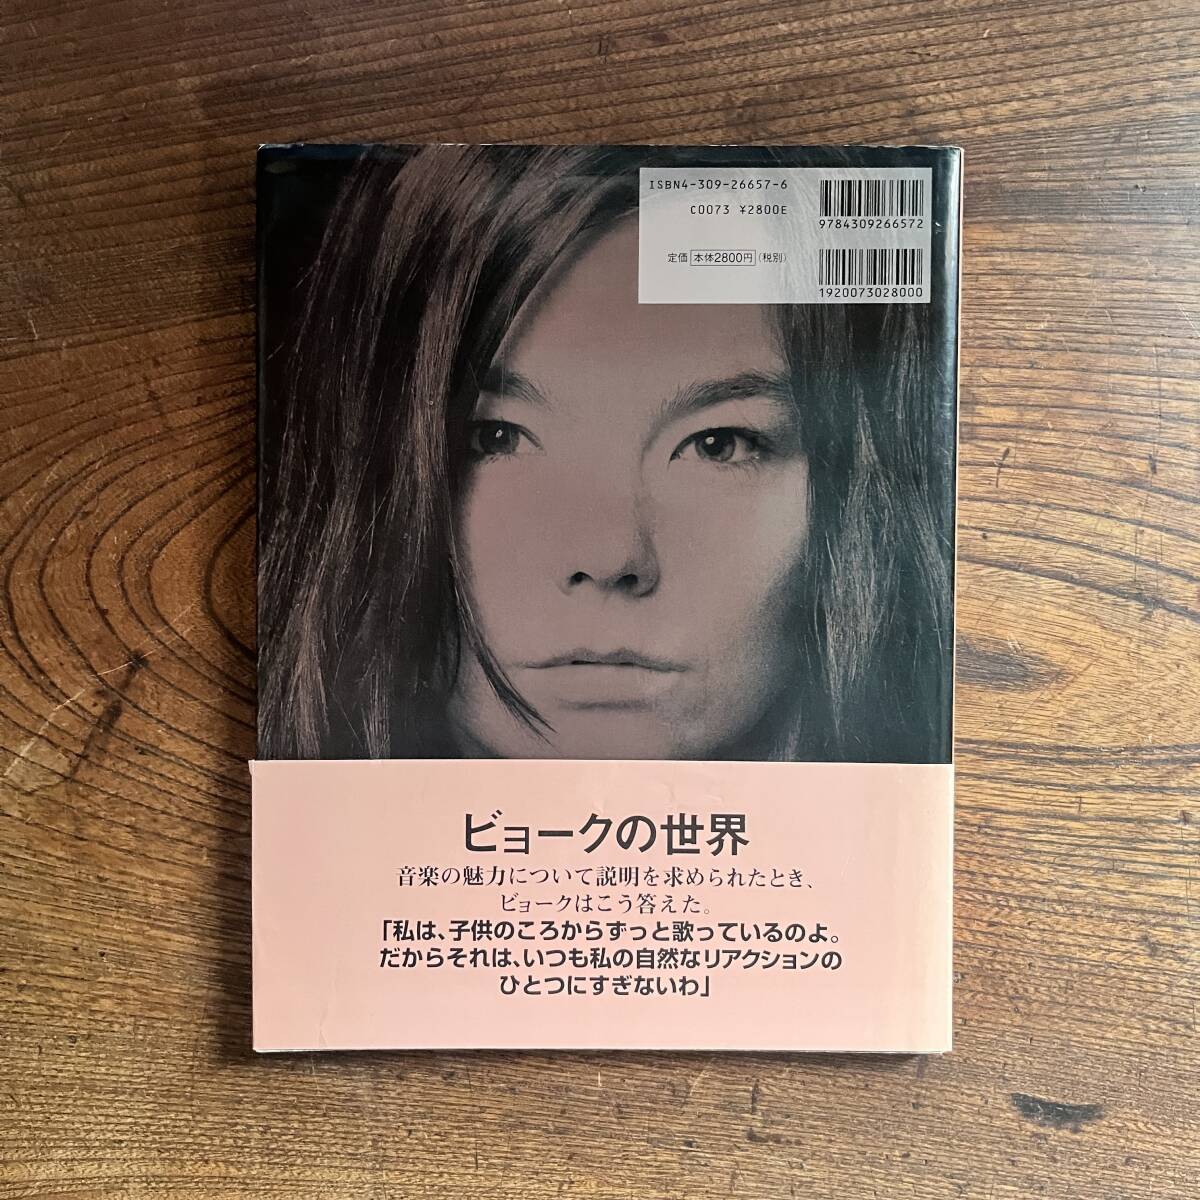 ISBN4-309-26657-6
C0073 ¥2800E
定価 本体2800円 (税別)
9784309266572
1920073028000
ビョークの世界
音楽の魅力について説明を求められたとき、
ビョークはこう答えた。
「私は、子供のころからずっと歌っているのよ。
だからそれは、いつも私の自然なリアクションの
ひとつにすぎないわ」